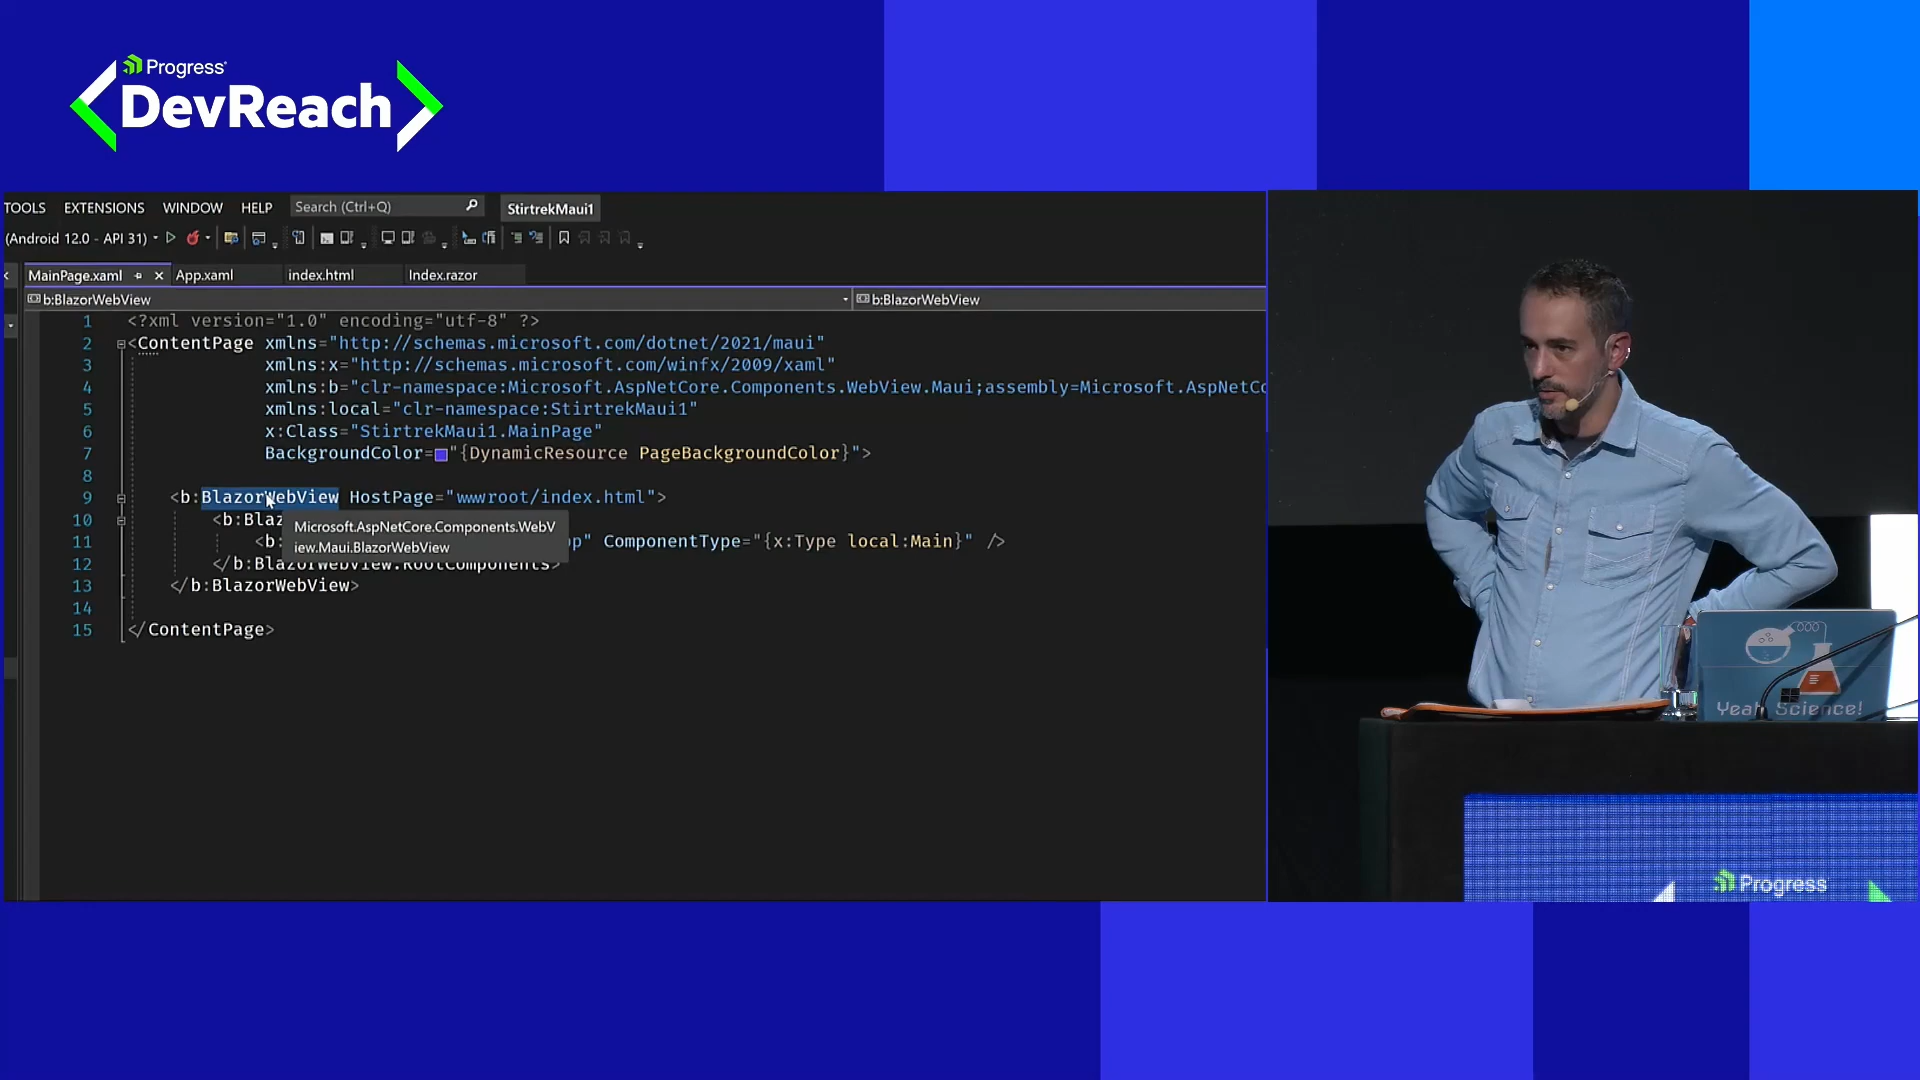 Progress
DevReach
TOOLS EXTENSIONS WINDOW HELP Search (Ctrl+Q) StirtrekMaui1
(Android 12.0 - API 31)
MainPage.xaml App.xaml index.html Index.razor
b:BlazorWebView b:BlazorWebView
1 <?xml version="1.0" encoding="utf-8" ?>
2 <ContentPage xmlns="http://schemas.microsoft.com/dotnet/2021/maui"
3 xmlns:x="http://schemas.microsoft.com/winfx/2009/xaml"
4 xmlns:b="clr-namespace:Microsoft.AspNetCore.Components.WebView.Maui;assembly=Microsoft.AspNetCo
5 xmlns:local="clr-namespace:StirtrekMaui1"
6 x:Class="StirtrekMaui1.MainPage"
7 BackgroundColor="{DynamicResource PageBackgroundColor}">
8
9 <b:BlazorWebView HostPage="wwwroot/index.html">
10 <b:Blaz
Microsoft.AspNetCore.Components.WebV
iew.Maui.BlazorWebView
11 <b: pp" ComponentType="{x:Type local:Main}" />
12 </b:BlazorWebView.RootComponents>
13 </b:BlazorWebView>
14
15 </ContentPage>
Yeah Science!
Progress